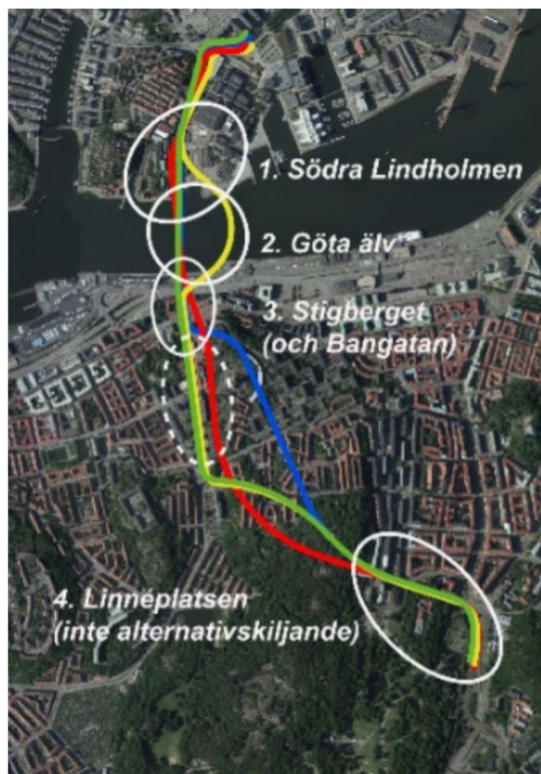 1. Södra Lindholmen
2. Göta älv
3. Stigberget
(och Bangatan)
4. Linneplatsen
(inte alternativskiljande)